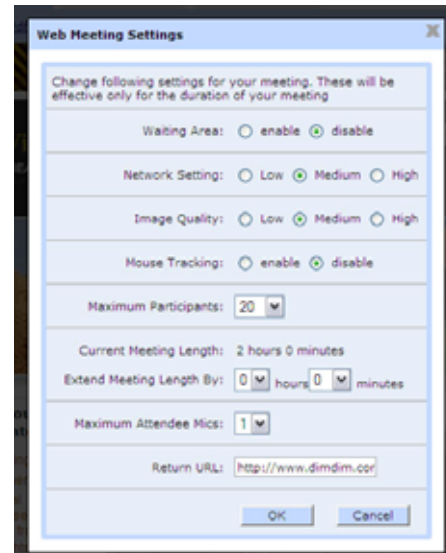 Web Meeting Settings
Change following settings for your meeting. These will be
effective only for the duration of your meeting
Waiting Area: enable disable
Network Setting: Low Medium High
Image Quality: Low Medium High
Mouse Tracking: enable disable
Maximum Participants: 20
Current Meeting Length: 2 hours 0 minutes
Extend Meeting Length By: 0 hours 0 minutes
Maximum Attendee Mics: 1
Return URL: http://www.dimdim.cor
OK Cancel